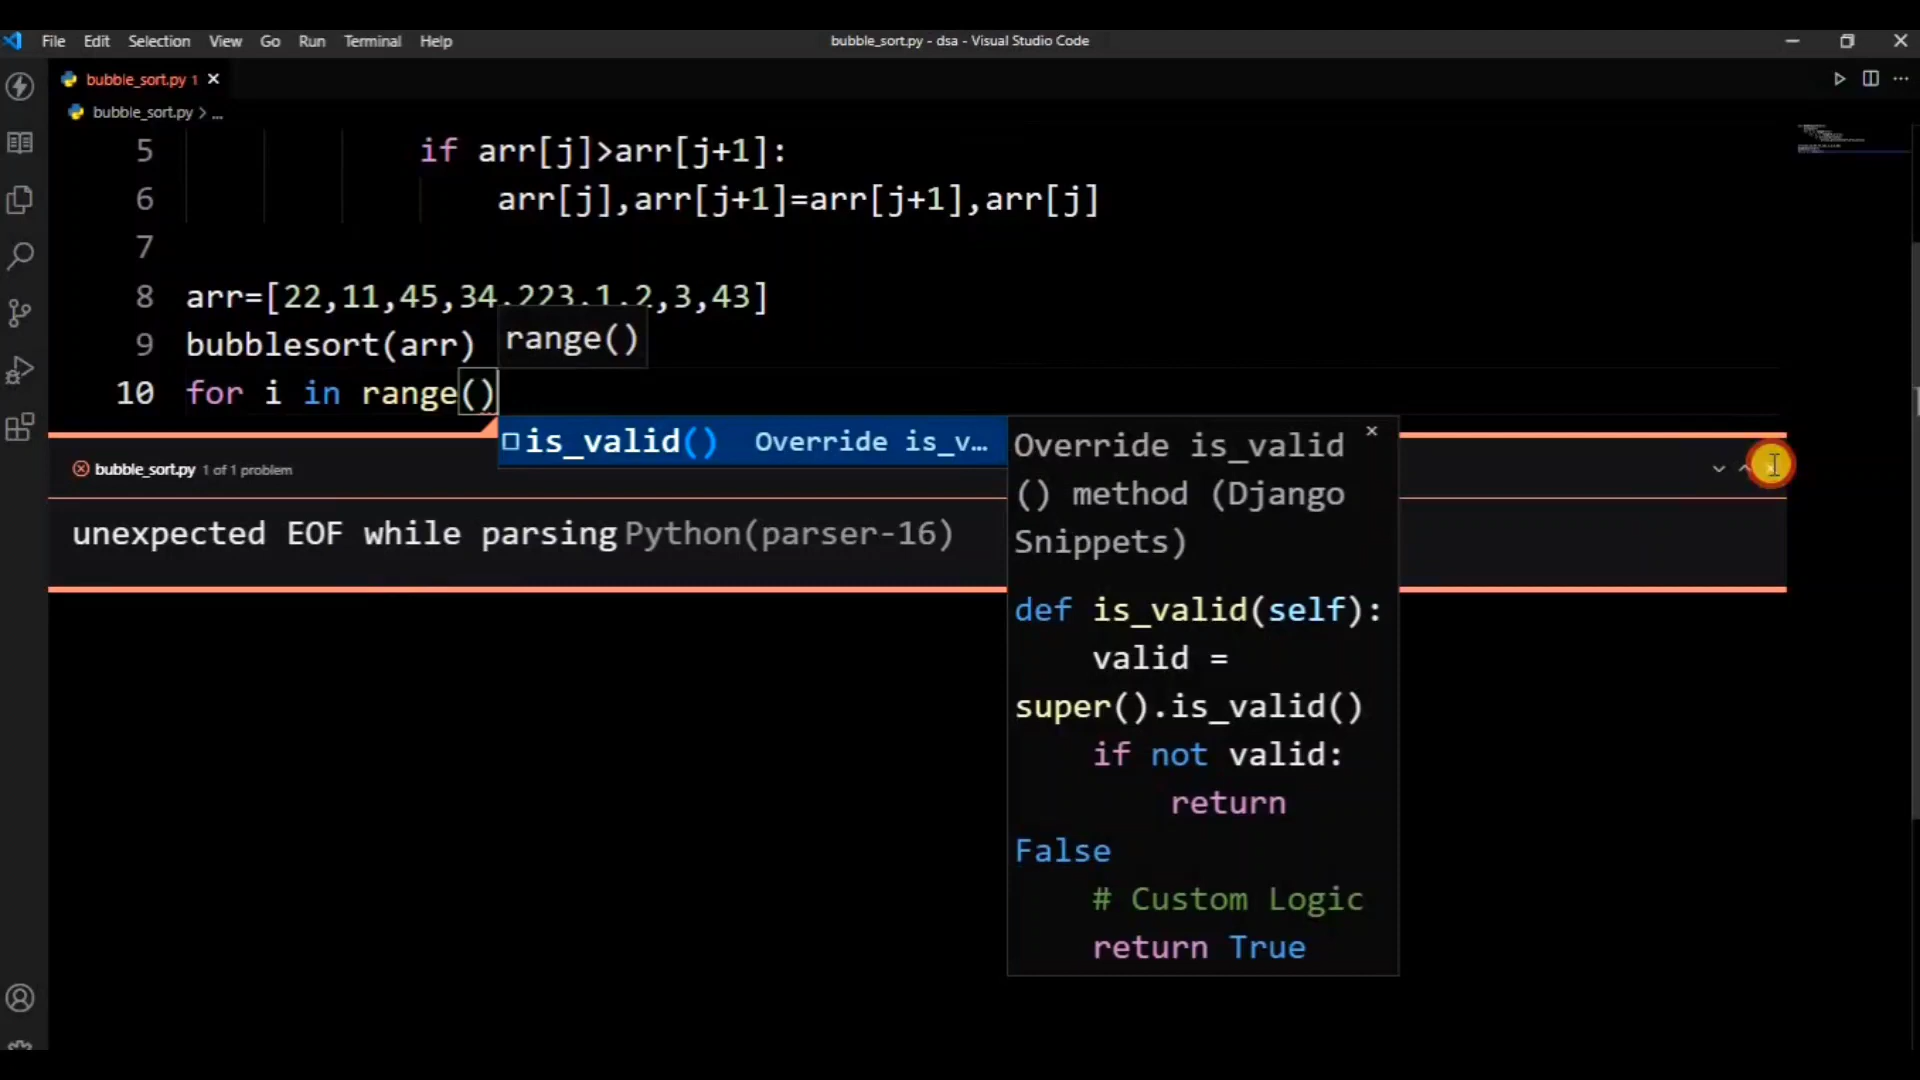 File Edit Selection View Go Run Terminal Help
bubble_sort.py - dsa - Visual Studio Code
bubble_sort.py 1
bubble_sort.py > ...
5 if arr[j]>arr[j+1]:
6 arr[j],arr[j+1]=arr[j+1],arr[j]
7
8 arr=[22,11,45,34,223,1,2,3,43]
9 bubblesort(arr)
range()
10 for i in range()
is_valid() Override is_v...
bubble_sort.py 1 of 1 problem
unexpected EOF while parsing Python(parser-16)
Override is_valid
() method (Django
Snippets)
def is_valid(self):
valid =
super().is_valid()
if not valid:
return
False
# Custom Logic
return True